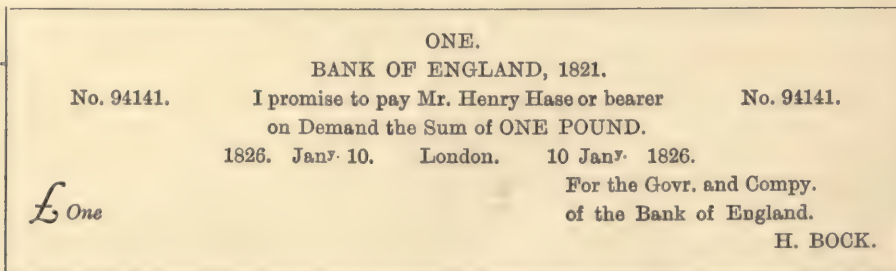 ONE.
BANK OF ENGLAND, 1821.
No. 94141. I promise to pay Mr. Henry Hase or bearer No. 94141.
on Demand the Sum of ONE POUND.
1826. Jany. 10. London. 10 Jany. 1826.
For the Govr. and Compy.
£ One of the Bank of England.
H. BOCK.